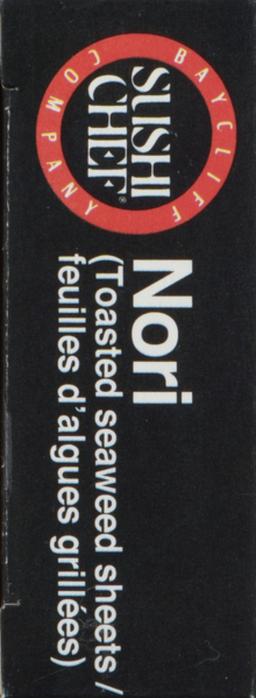 BAYCLIFF
COMPANY
SUSHI
CHEF®
Nori
(Toasted seaweed sheets /
feuilles d'algues grillées)